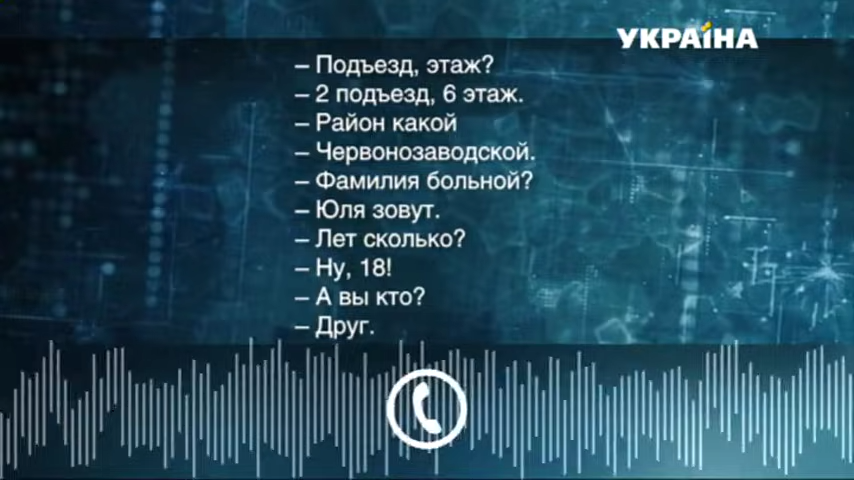 УКРАЇНА
– Подъезд, этаж?
– 2 подъезд, 6 этаж.
– Район какой
– Червонозаводской.
– Фамилия больной?
– Юля зовут.
– Лет сколько?
– Ну, 18!
– А вы кто?
– Друг.